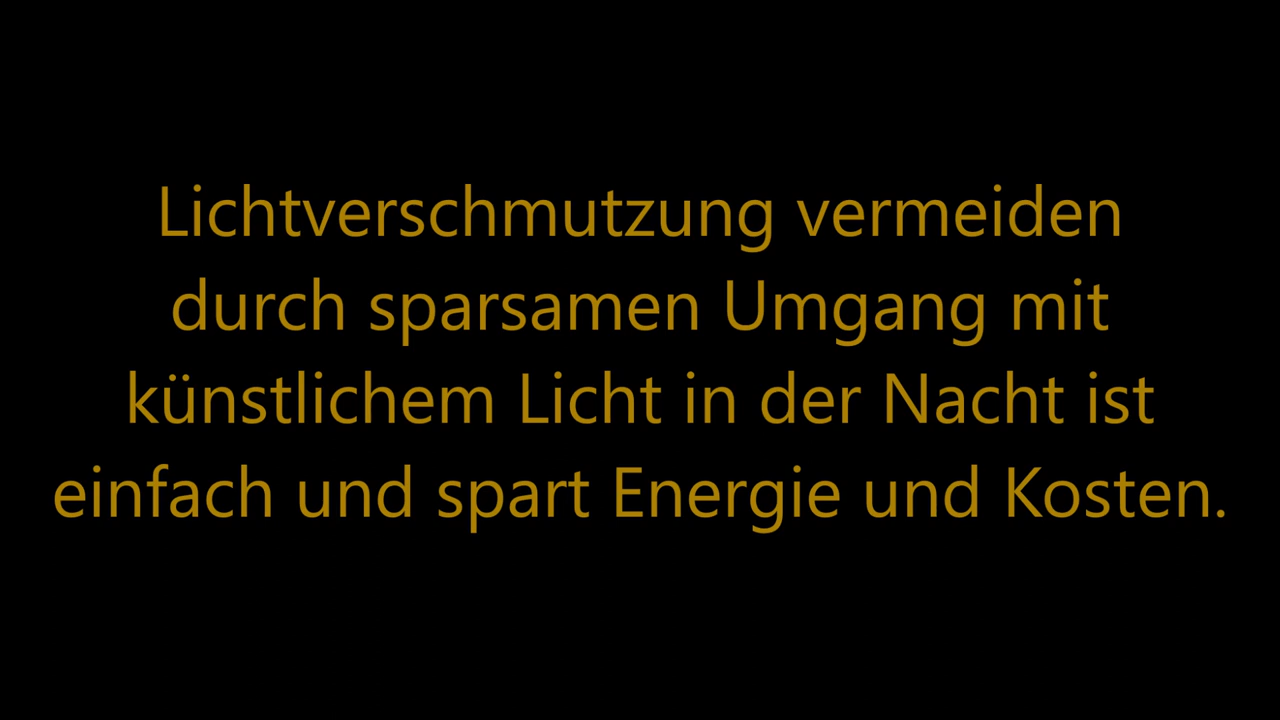 Lichtverschmutzung vermeiden
durch sparsamen Umgang mit
künstlichem Licht in der Nacht ist
einfach und spart Energie und Kosten.